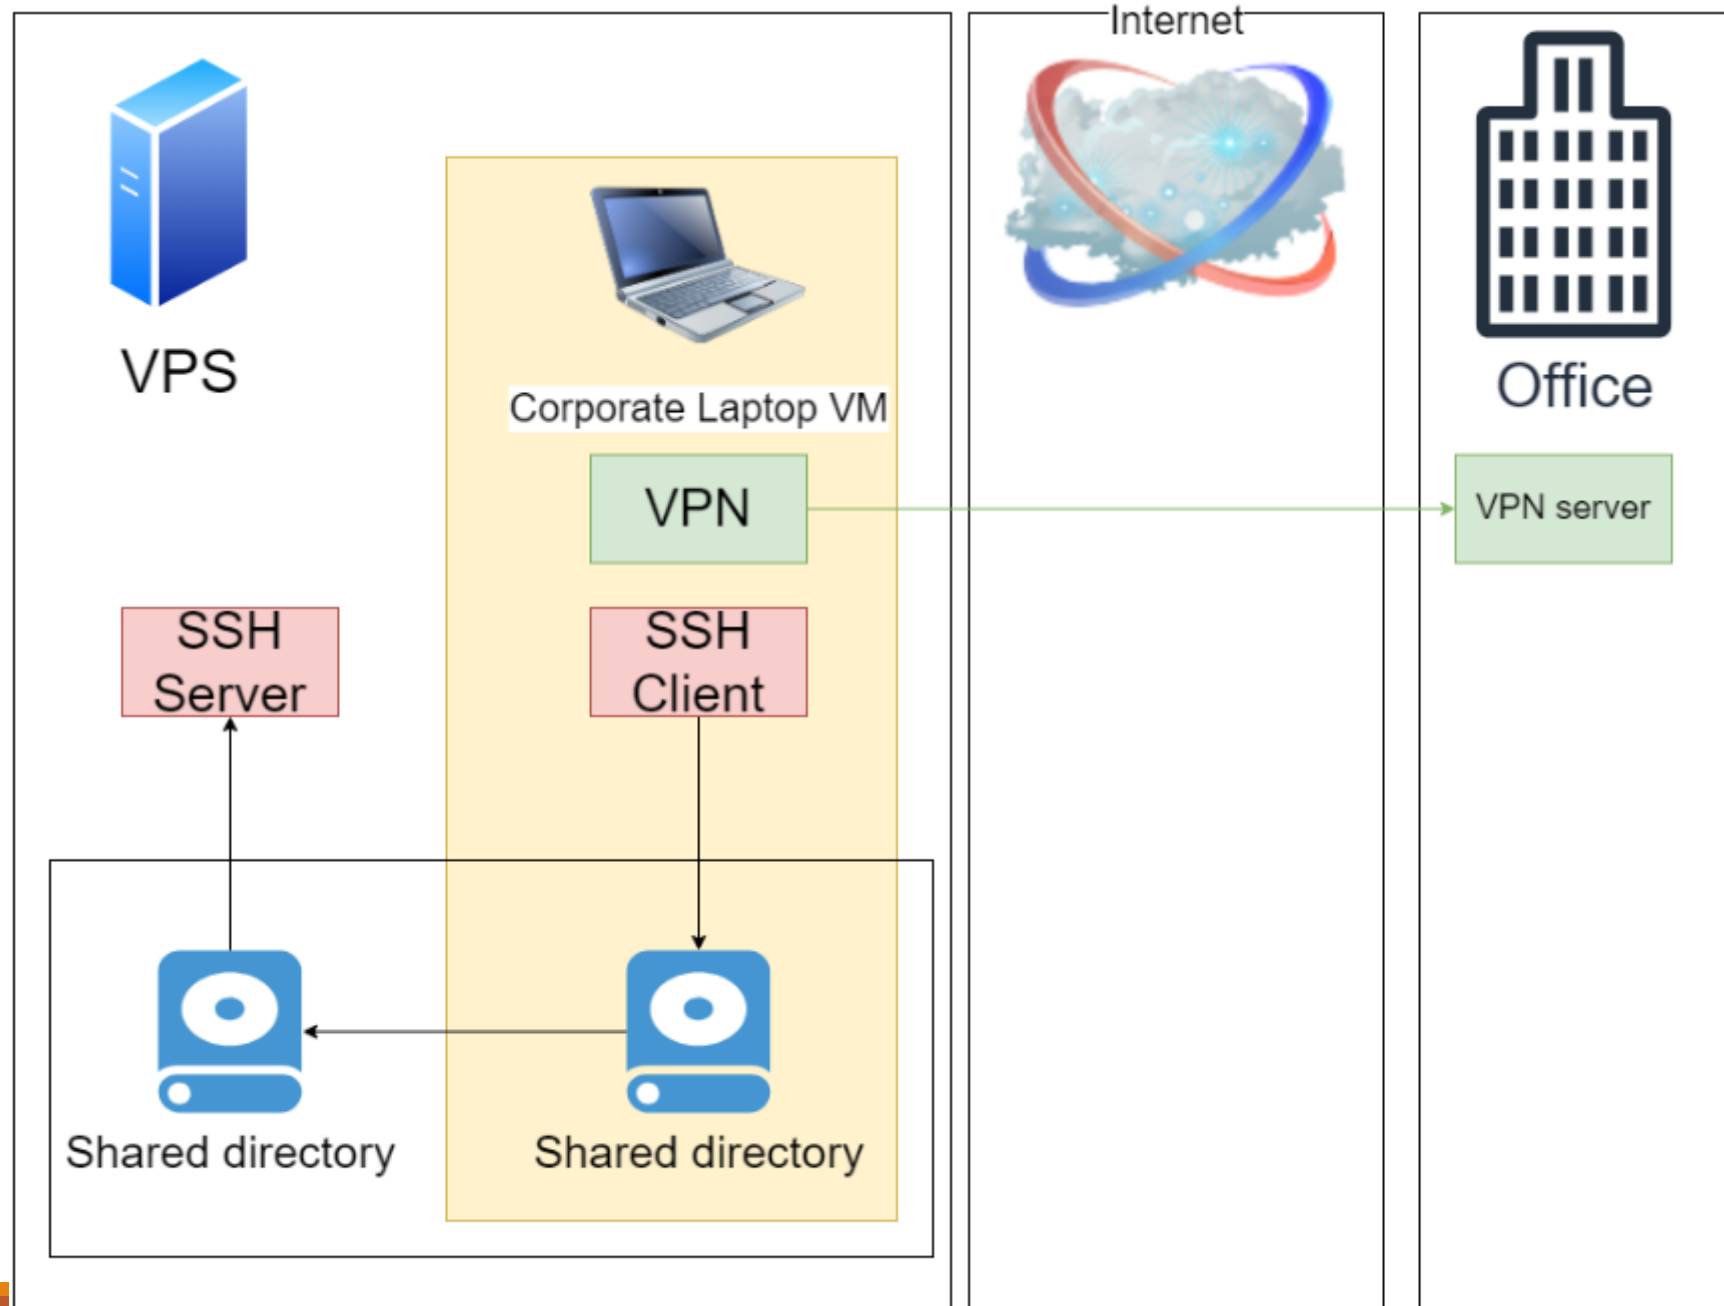 Internet
VPS
Corporate Laptop VM
Office
VPN
VPN server
SSH
Server
SSH
Client
Shared directory
Shared directory